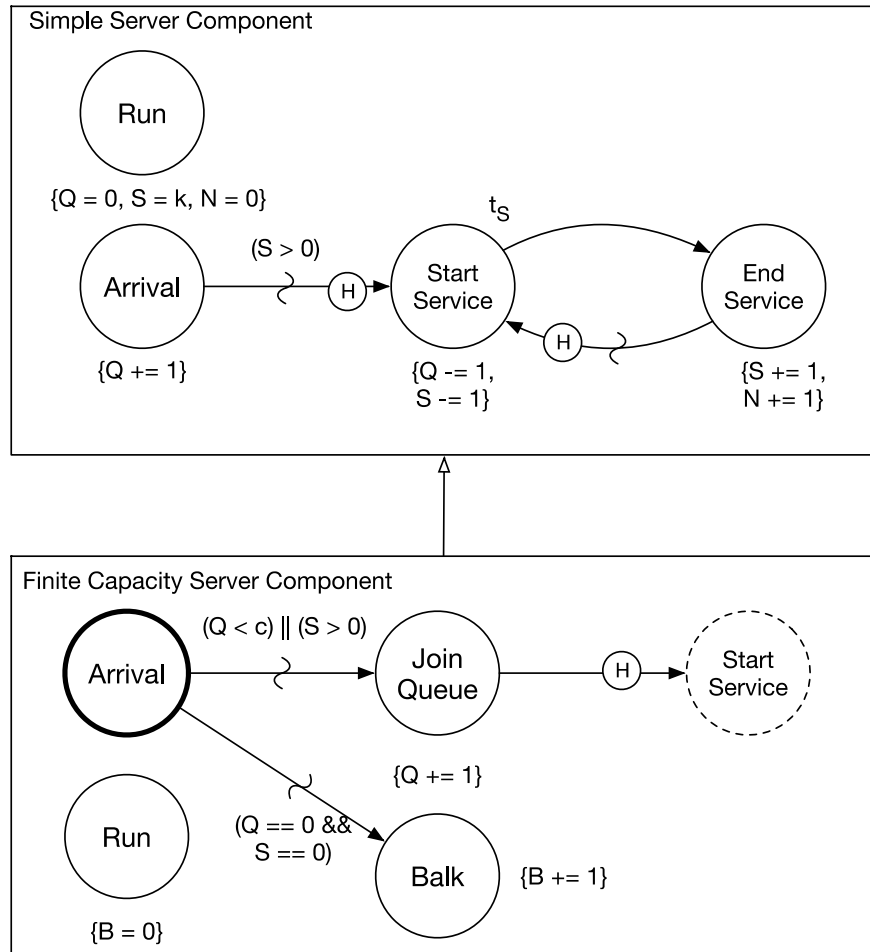 Simple Server Component
Run
{Q = 0, S = k, N = 0}
t_S
(S > 0)
Arrival
H
Start
Service
End
Service
H
{Q += 1}
{Q -= 1,
S -= 1}
{S += 1,
N += 1}
Finite Capacity Server Component
(Q < c) || (S > 0)
Arrival
Join
Queue
H
Start
Service
{Q += 1}
Run
(Q == 0 &&
S == 0)
Balk
{B += 1}
{B = 0}